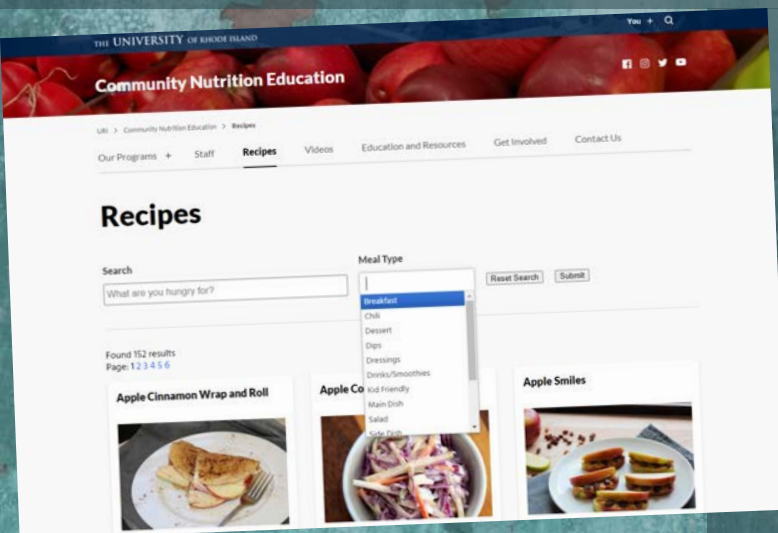 You +
THE UNIVERSITY OF RHODE ISLAND
Community Nutrition Education
URI > Community Nutrition Education > Recipes
Our Programs + Staff Recipes Videos Education and Resources Get Involved Contact Us
Recipes
Search
Meal Type
What are you hungry for?
Reset Search
Submit
Breakfast
Chili
Dessert
Dips
Dressings
Drinks/Smoothies
Kid Friendly
Main Dish
Salad
Side Dish
Found 152 results
Page: 1 2 3 4 5 6
Apple Cinnamon Wrap and Roll
Apple Co
Apple Smiles